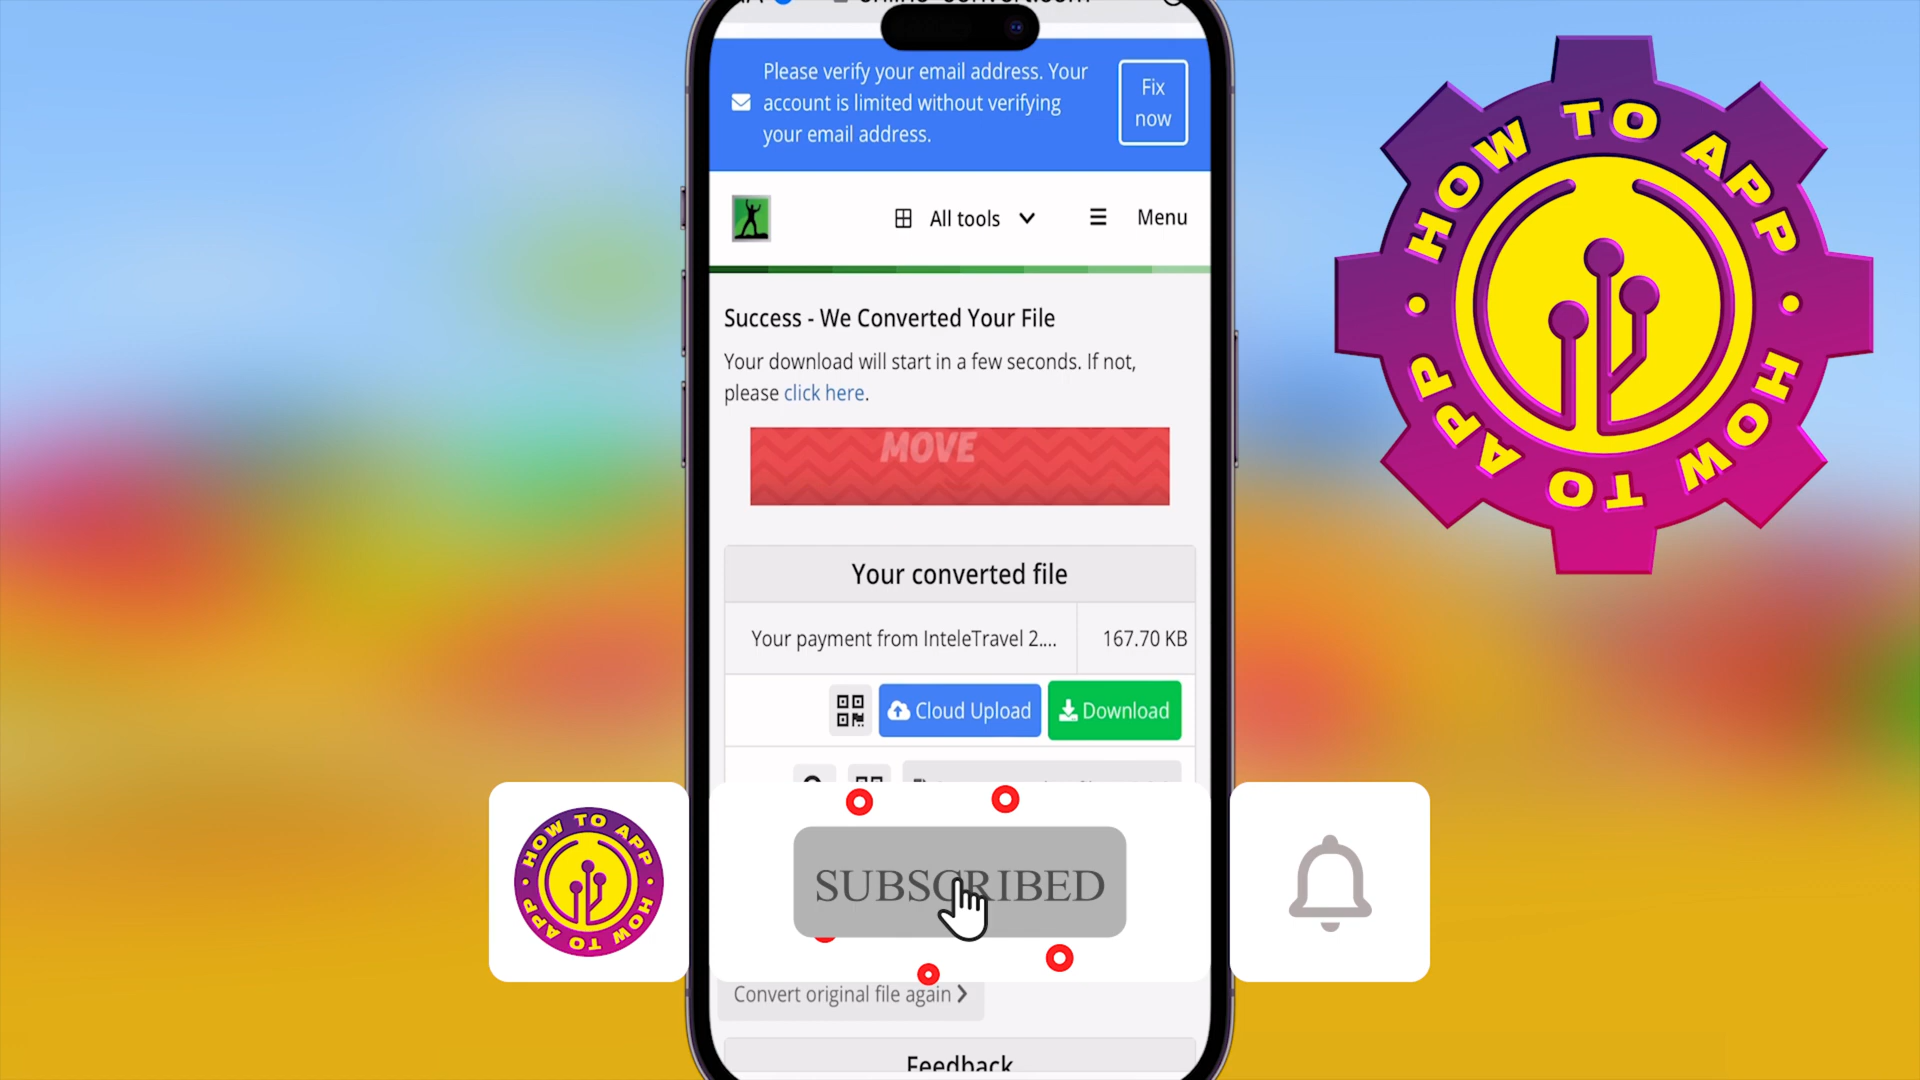 online-convert.com
Please verify your email address. Your
account is limited without verifying
your email address.
Fix
now
All tools
Menu
Success - We Converted Your File
Your download will start in a few seconds. If not,
please click here.
MOVE
Your converted file
Your payment from InteleTravel 2.... 167.70 KB
Cloud Upload
Download
SUBSCRIBED
Convert original file again
Feedback
HOW TO APP
HOW TO APP
HOW TO APP
HOW TO APP